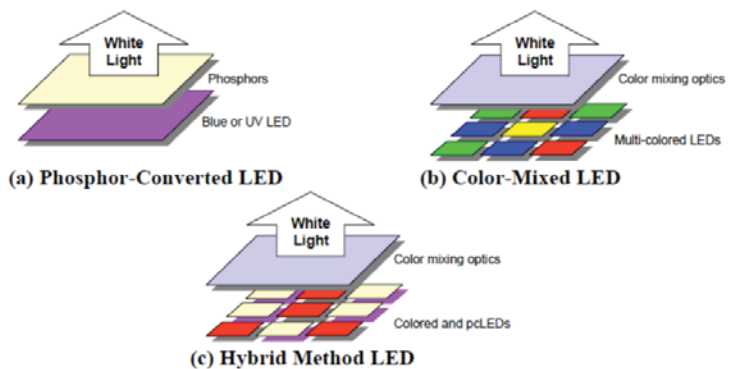 White
Light
Phosphors
Blue or UV LED
(a) Phosphor-Converted LED
White
Light
Color mixing optics
Multi-colored LEDs
(b) Color-Mixed LED
White
Light
Color mixing optics
Colored and pcLEDs
(c) Hybrid Method LED